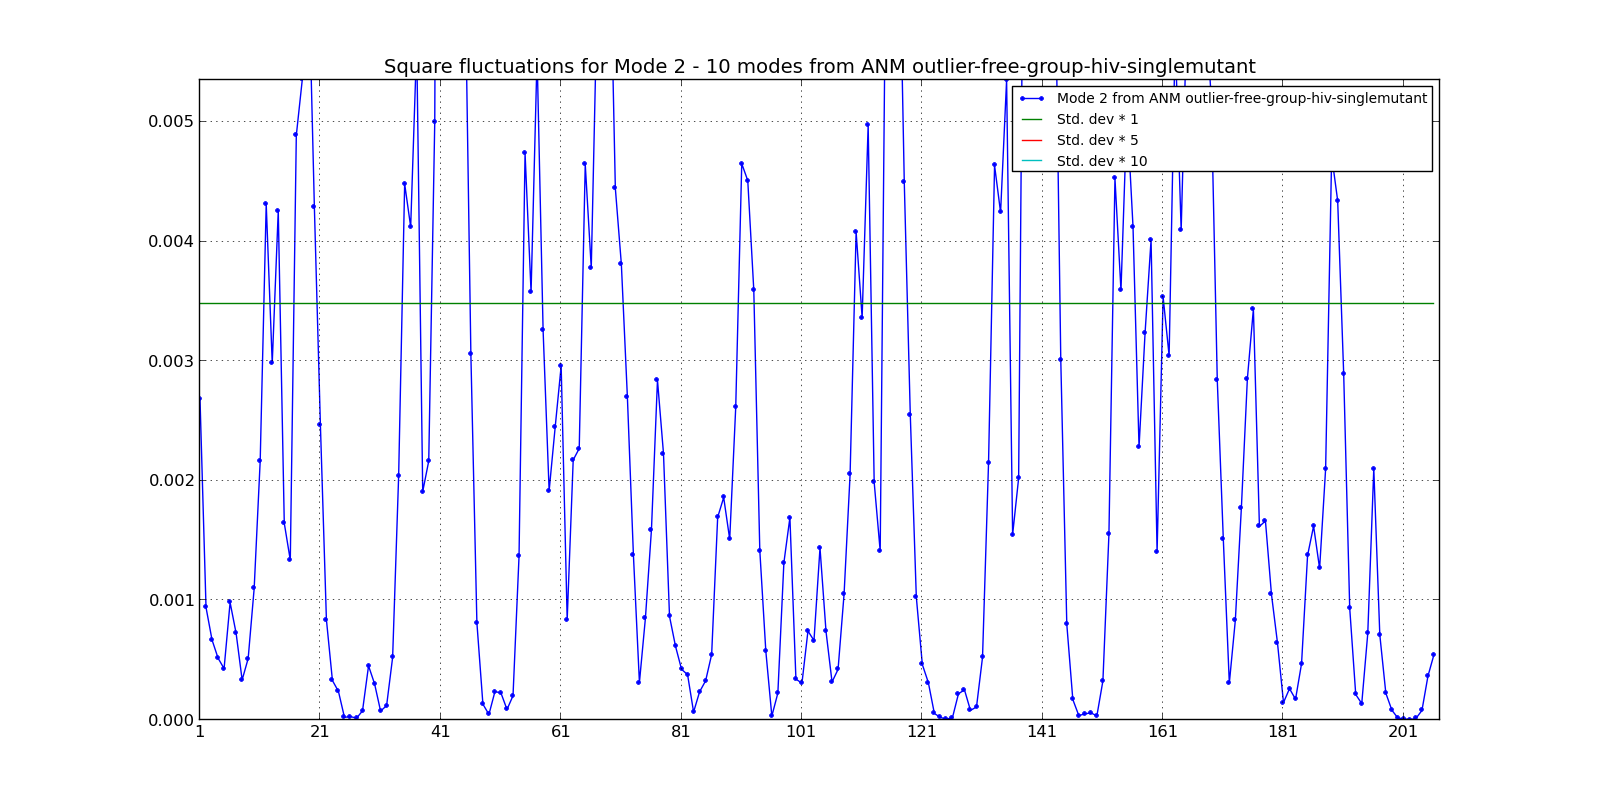 Square fluctuations for Mode 2 - 10 modes from ANM outlier-free-group-hiv-singlemutant
Mode 2 from ANM outlier-free-group-hiv-singlemutant
Std. dev * 1
Std. dev * 5
Std. dev * 10
0.005
0.004
0.003
0.002
0.001
0.000
1 21 41 61 81 101 121 141 161 181 201